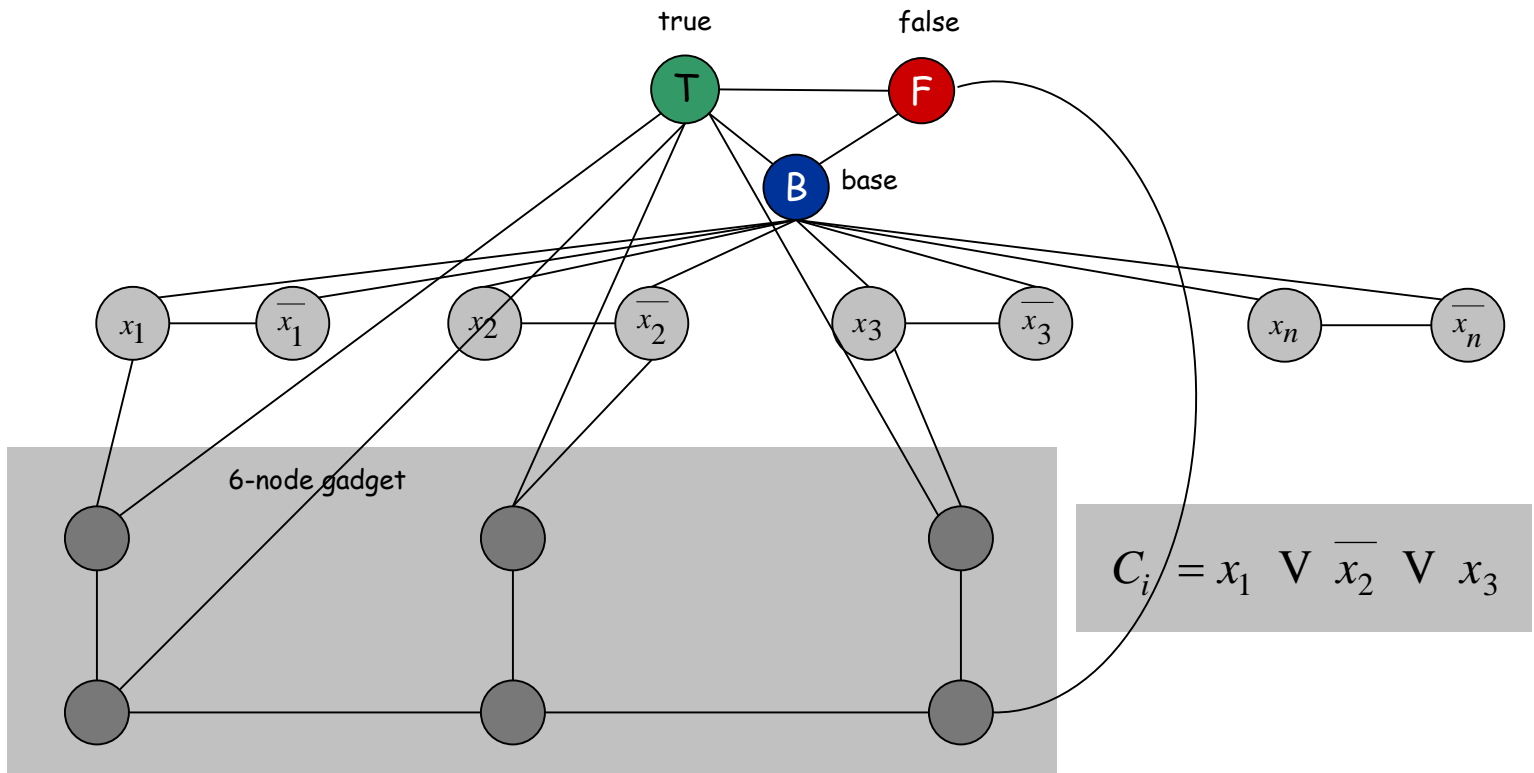 true
false
T
F
B
base
x₁
x̅₁
x₂
x̅₂
x₃
x̅₃
xₙ
x̅ₙ
6-node gadget
Cᵢ = x₁ V x̅₂ V x₃